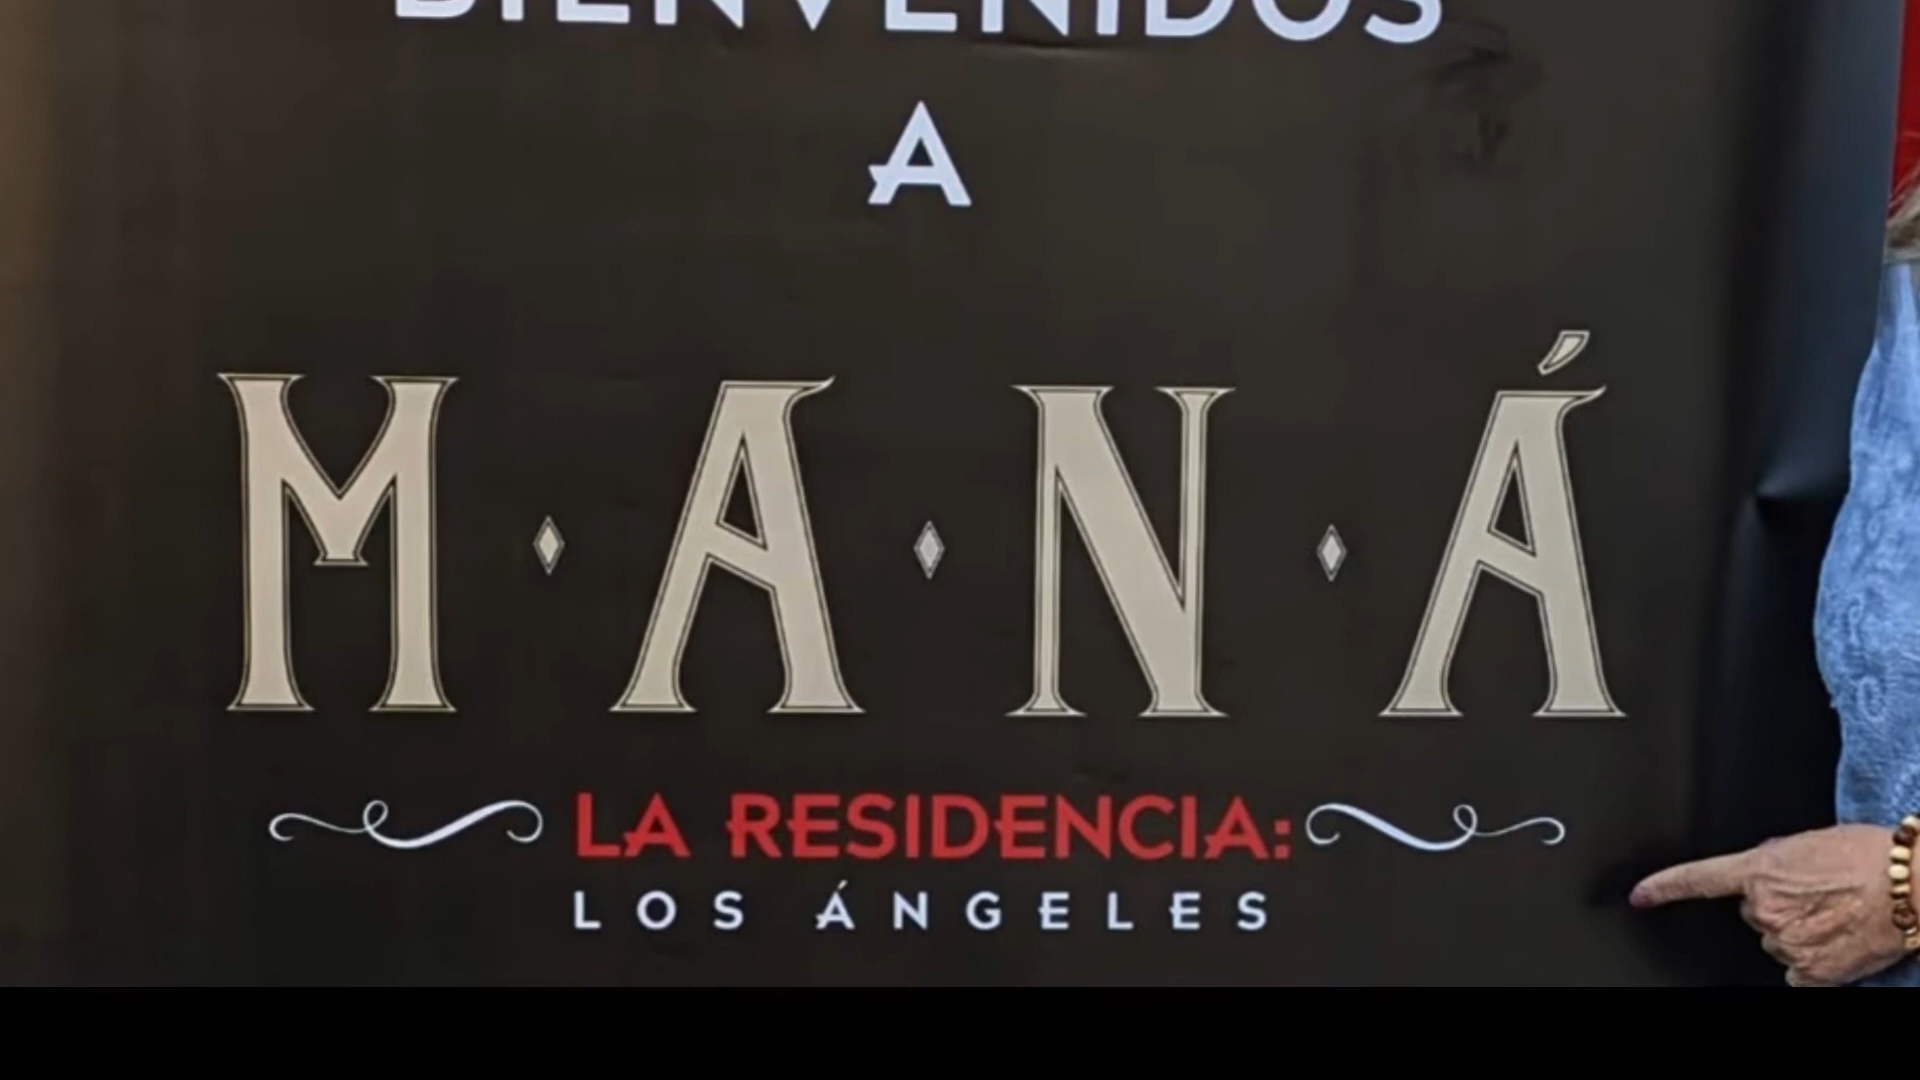 BIENVENIDOS
A
M·A·N·Á
LA RESIDENCIA:
LOS ÁNGELES